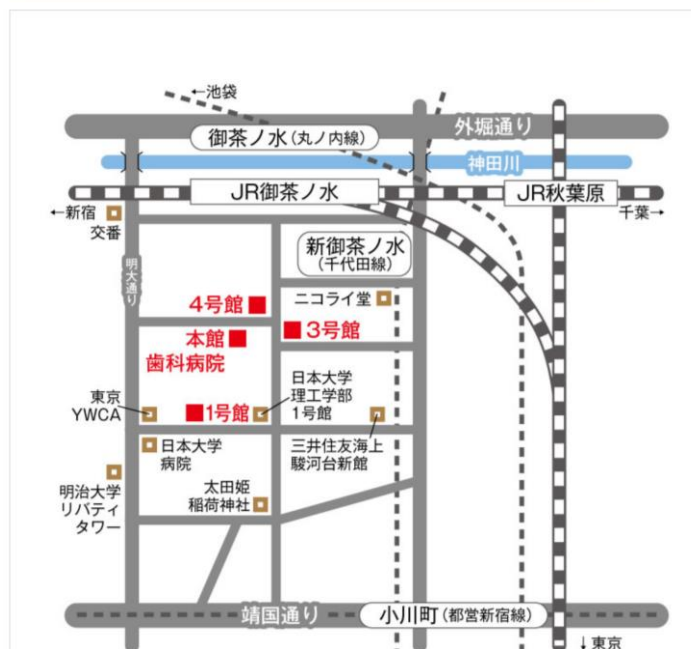 ←池袋
外堀通り
御茶ノ水(丸ノ内線)
神田川
JR御茶ノ水
JR秋葉原
←新宿
千葉→
交番
新御茶ノ水
(千代田線)
明大通り
4号館
ニコライ堂
3号館
本館
歯科病院
日本大学
理工学部
1号館
東京
YWCA
1号館
日本大学
病院
三井住友海上
駿河台新館
明治大学
リバティ
タワー
太田姫
稲荷神社
靖国通り
小川町(都営新宿線)
↓東京